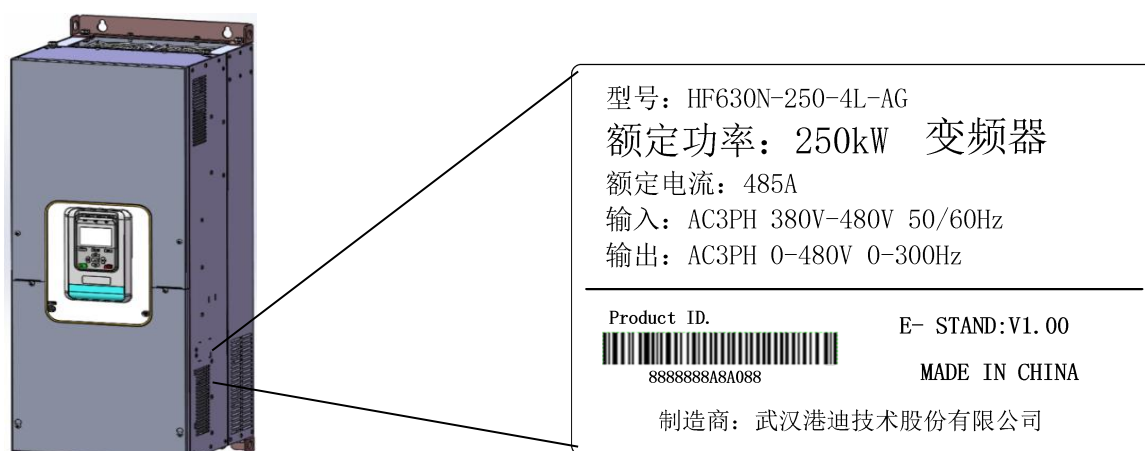 型号：HF630N-250-4L-AG
额定功率：250kW 变频器
额定电流：485A
输入：AC3PH 380V-480V 50/60Hz
输出：AC3PH 0-480V 0-300Hz
Product ID.
E- STAND:V1.00
8888888A8A088
MADE IN CHINA
制造商：武汉港迪技术股份有限公司